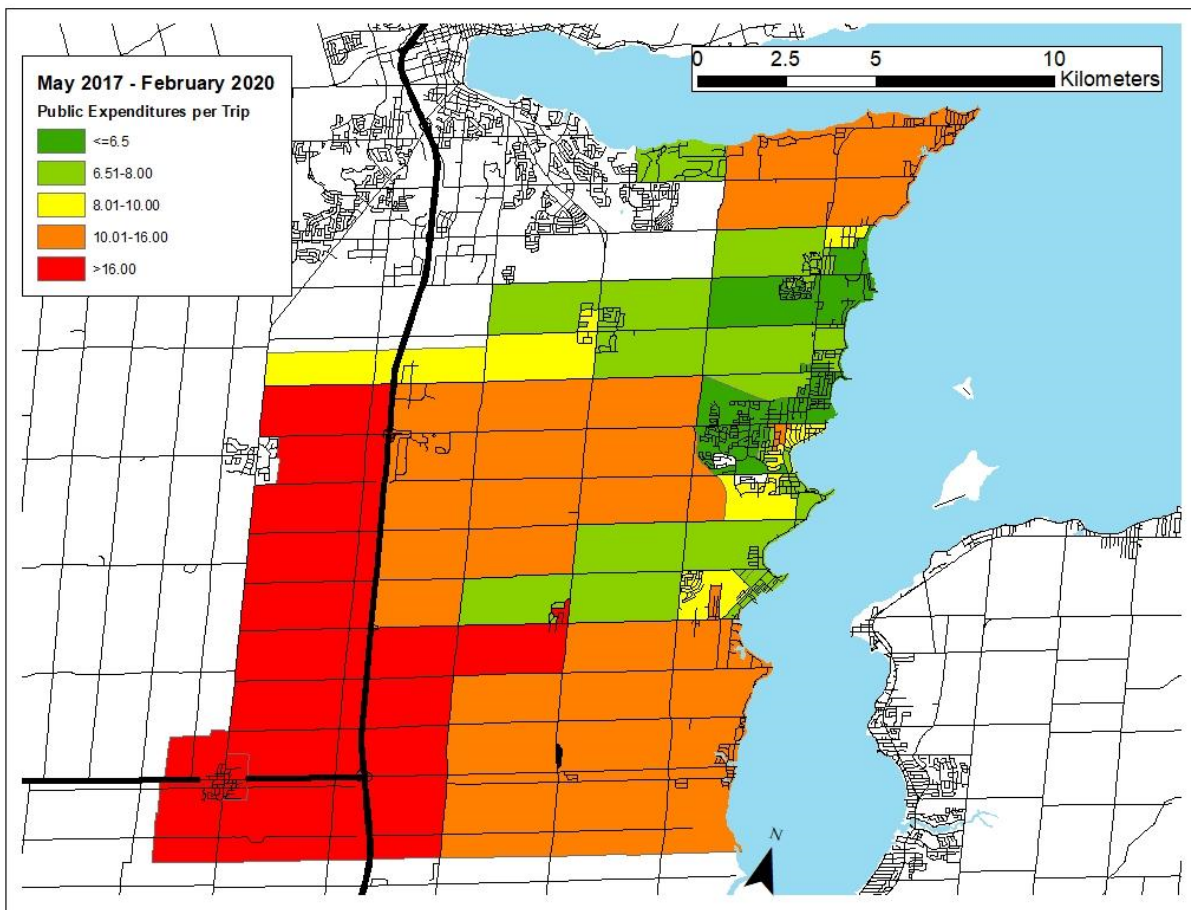 May 2017 - February 2020
Public Expenditures per Trip
<=6.5
6.51-8.00
8.01-10.00
10.01-16.00
>16.00
0 2.5 5 10
Kilometers
N